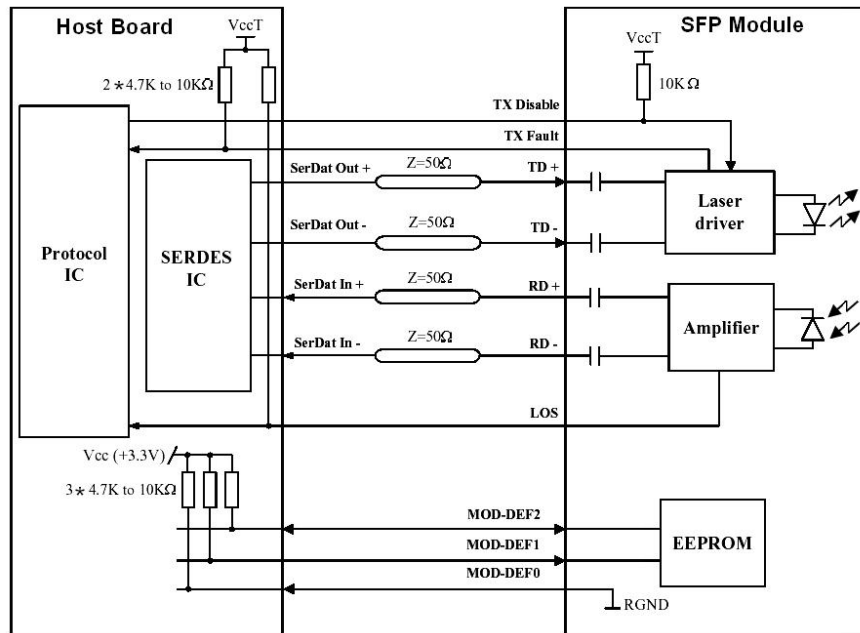 Host Board
SFP Module
VccT
VccT
2*4.7K to 10KΩ
10KΩ
TX Disable
TX Fault
SerDat Out +
Z=50Ω
TD +
SerDat Out -
Z=50Ω
TD -
Laser
driver
Protocol
IC
SERDES
IC
SerDat In +
Z=50Ω
RD +
SerDat In -
Z=50Ω
RD -
Amplifier
LOS
Vcc (+3.3V)
3*4.7K to 10KΩ
MOD-DEF2
MOD-DEF1
MOD-DEF0
EEPROM
RGND